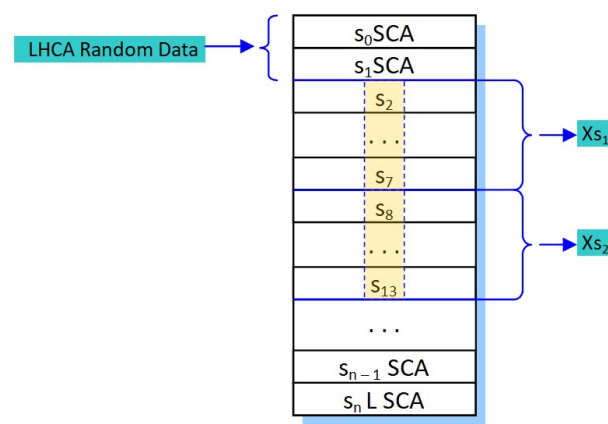 LHCA Random Data
s₀SCA
s₁SCA
s₂
. . .
s₇
Xs₁
s₈
. . .
s₁₃
Xs₂
. . .
sₙ₋₁ SCA
sₙ L SCA